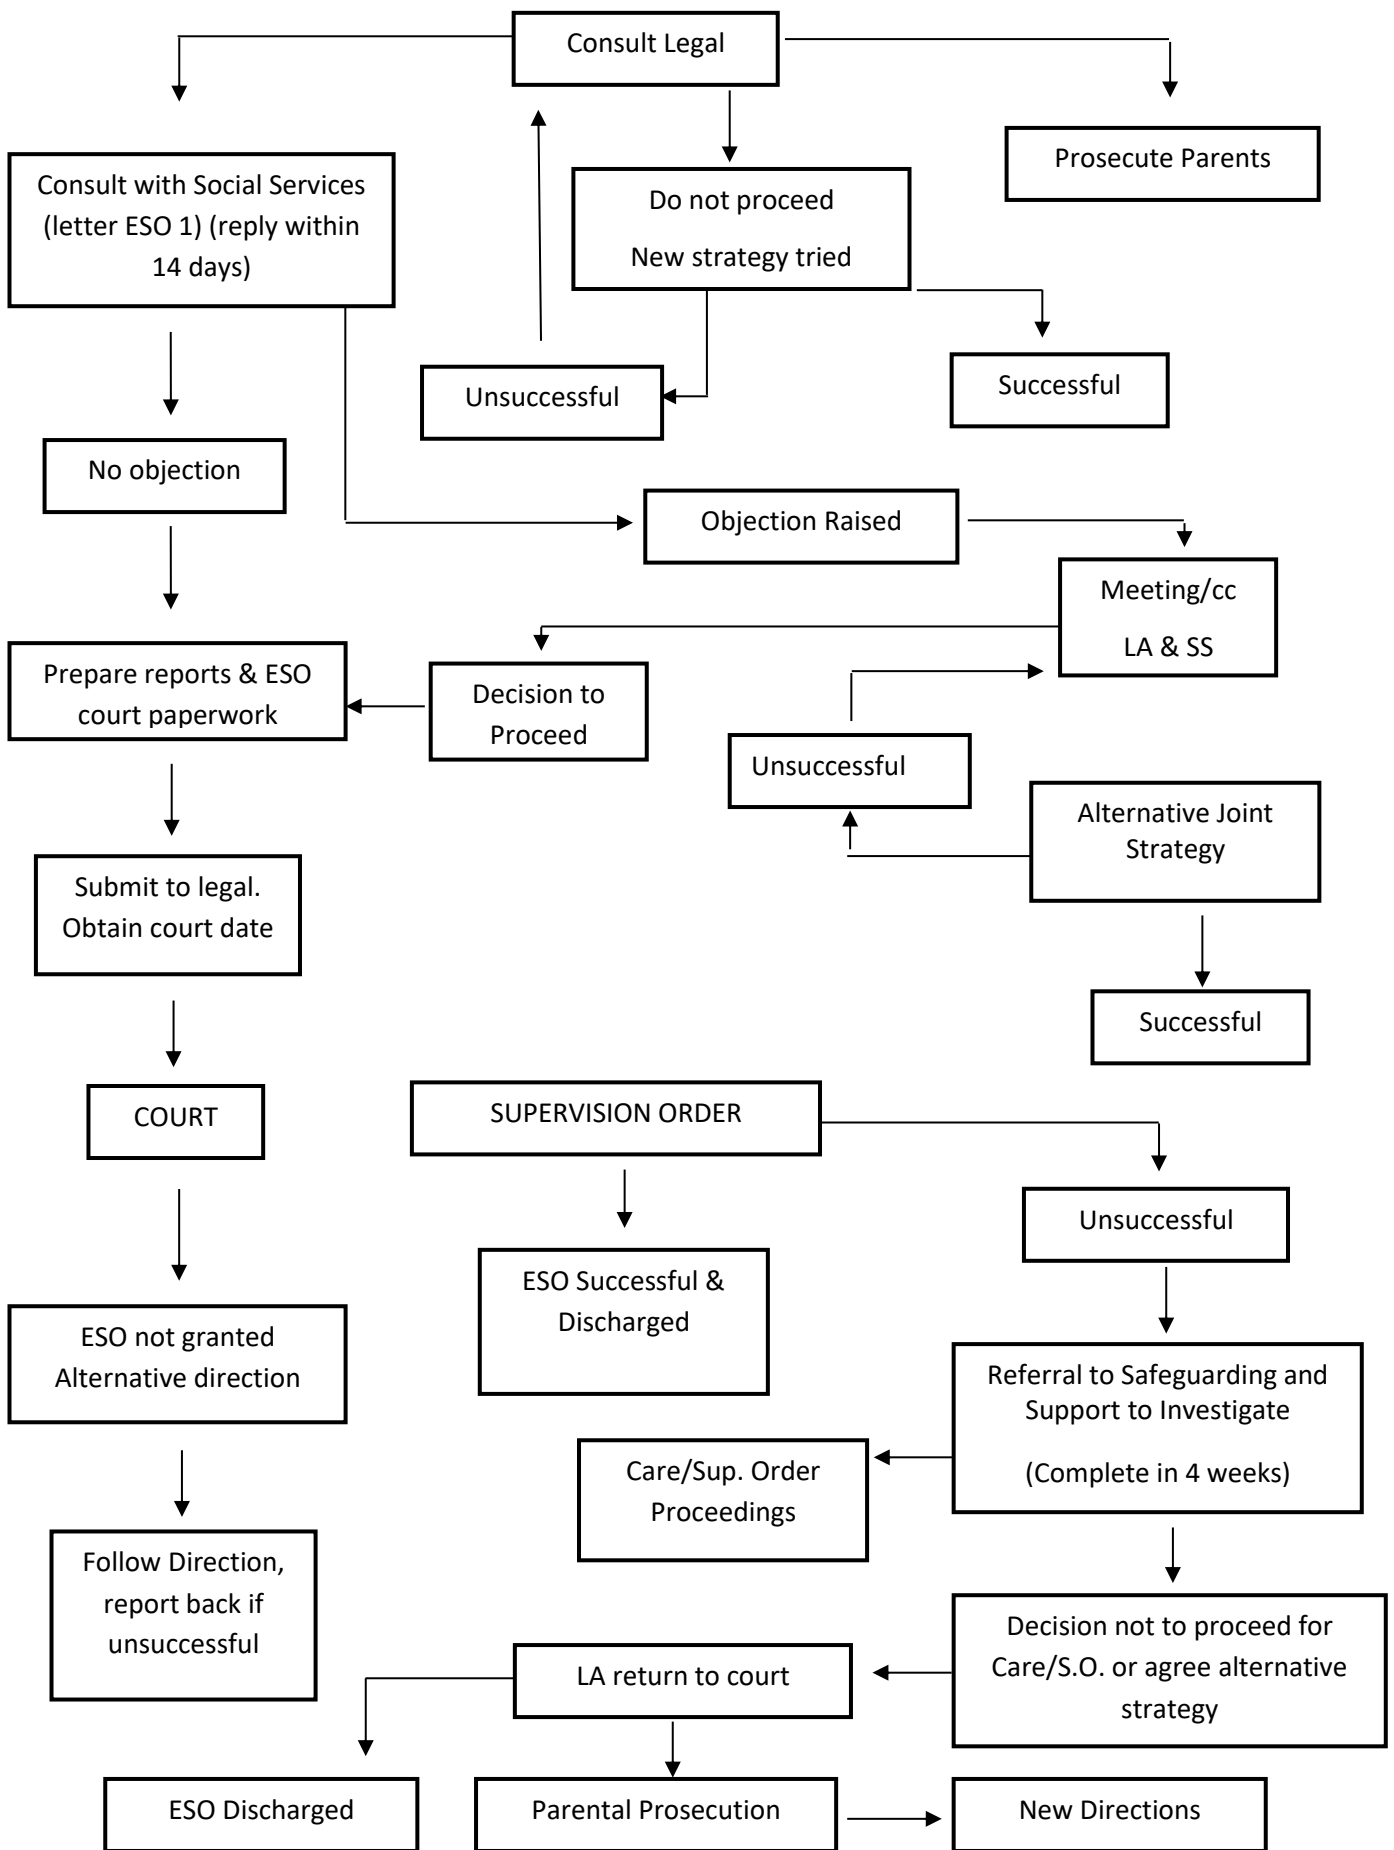 Consult Legal
Prosecute Parents
Consult with Social Services
(letter ESO 1) (reply within
14 days)
Do not proceed
New strategy tried
Unsuccessful
Successful
No objection
Objection Raised
Meeting/cc
LA & SS
Prepare reports & ESO
court paperwork
Decision to
Proceed
Unsuccessful
Alternative Joint
Strategy
Submit to legal.
Obtain court date
Successful
COURT
SUPERVISION ORDER
Unsuccessful
ESO Successful &
Discharged
ESO not granted
Alternative direction
Referral to Safeguarding and
Support to Investigate
(Complete in 4 weeks)
Care/Sup. Order
Proceedings
Follow Direction,
report back if
unsuccessful
Decision not to proceed for
Care/S.O. or agree alternative
strategy
LA return to court
ESO Discharged
Parental Prosecution
New Directions